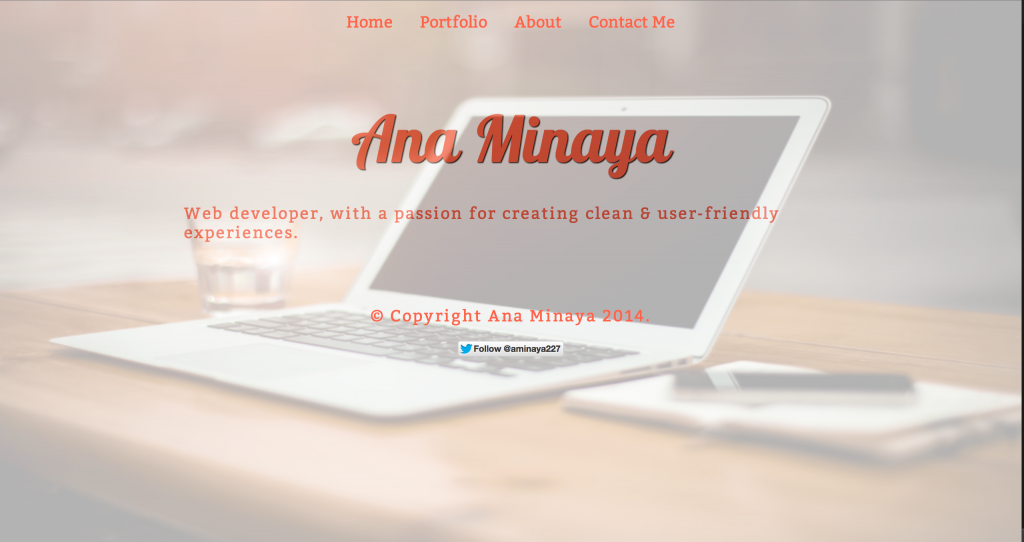 Home Portfolio About Contact Me
Ana Minaya
Web developer, with a passion for creating clean & user-friendly
experiences.
© Copyright Ana Minaya 2014.
Follow @aminaya227